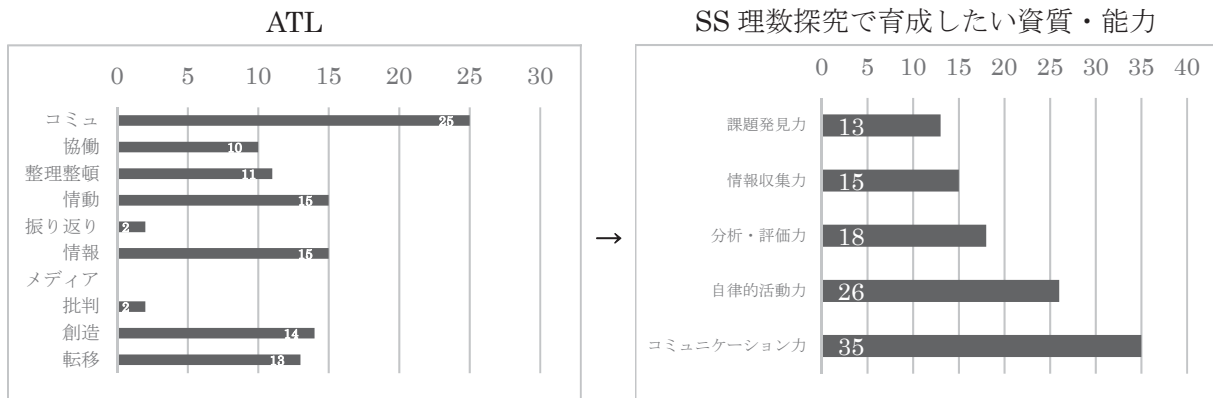 ATL
0 5 10 15 20 25 30
コミュ 25
協働 10
整理整頓 11
情動 15
振り返り 2
情報 15
メディア
批判 2
創造 14
転移 13
→
SS 理数探究で育成したい資質・能力
0 5 10 15 20 25 30 35 40
課題発見力 13
情報収集力 15
分析・評価力 18
自律的活動力 26
コミュニケーション力 35